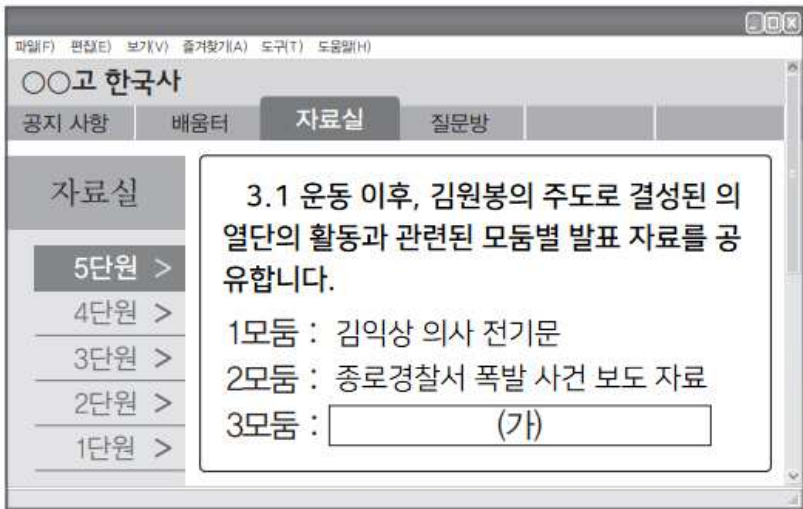 파일(F) 편집(E) 보기(V) 즐겨찾기(A) 도구(T) 도움말(H)
○○고 한국사
공지 사항 배움터 자료실 질문방
자료실
5단원 >
4단원 >
3단원 >
2단원 >
1단원 >
3.1 운동 이후, 김원봉의 주도로 결성된 의
열단의 활동과 관련된 모둠별 발표 자료를 공
유합니다.
1모둠 : 김익상 의사 전기문
2모둠 : 종로경찰서 폭발 사건 보도 자료
3모둠 : (가)